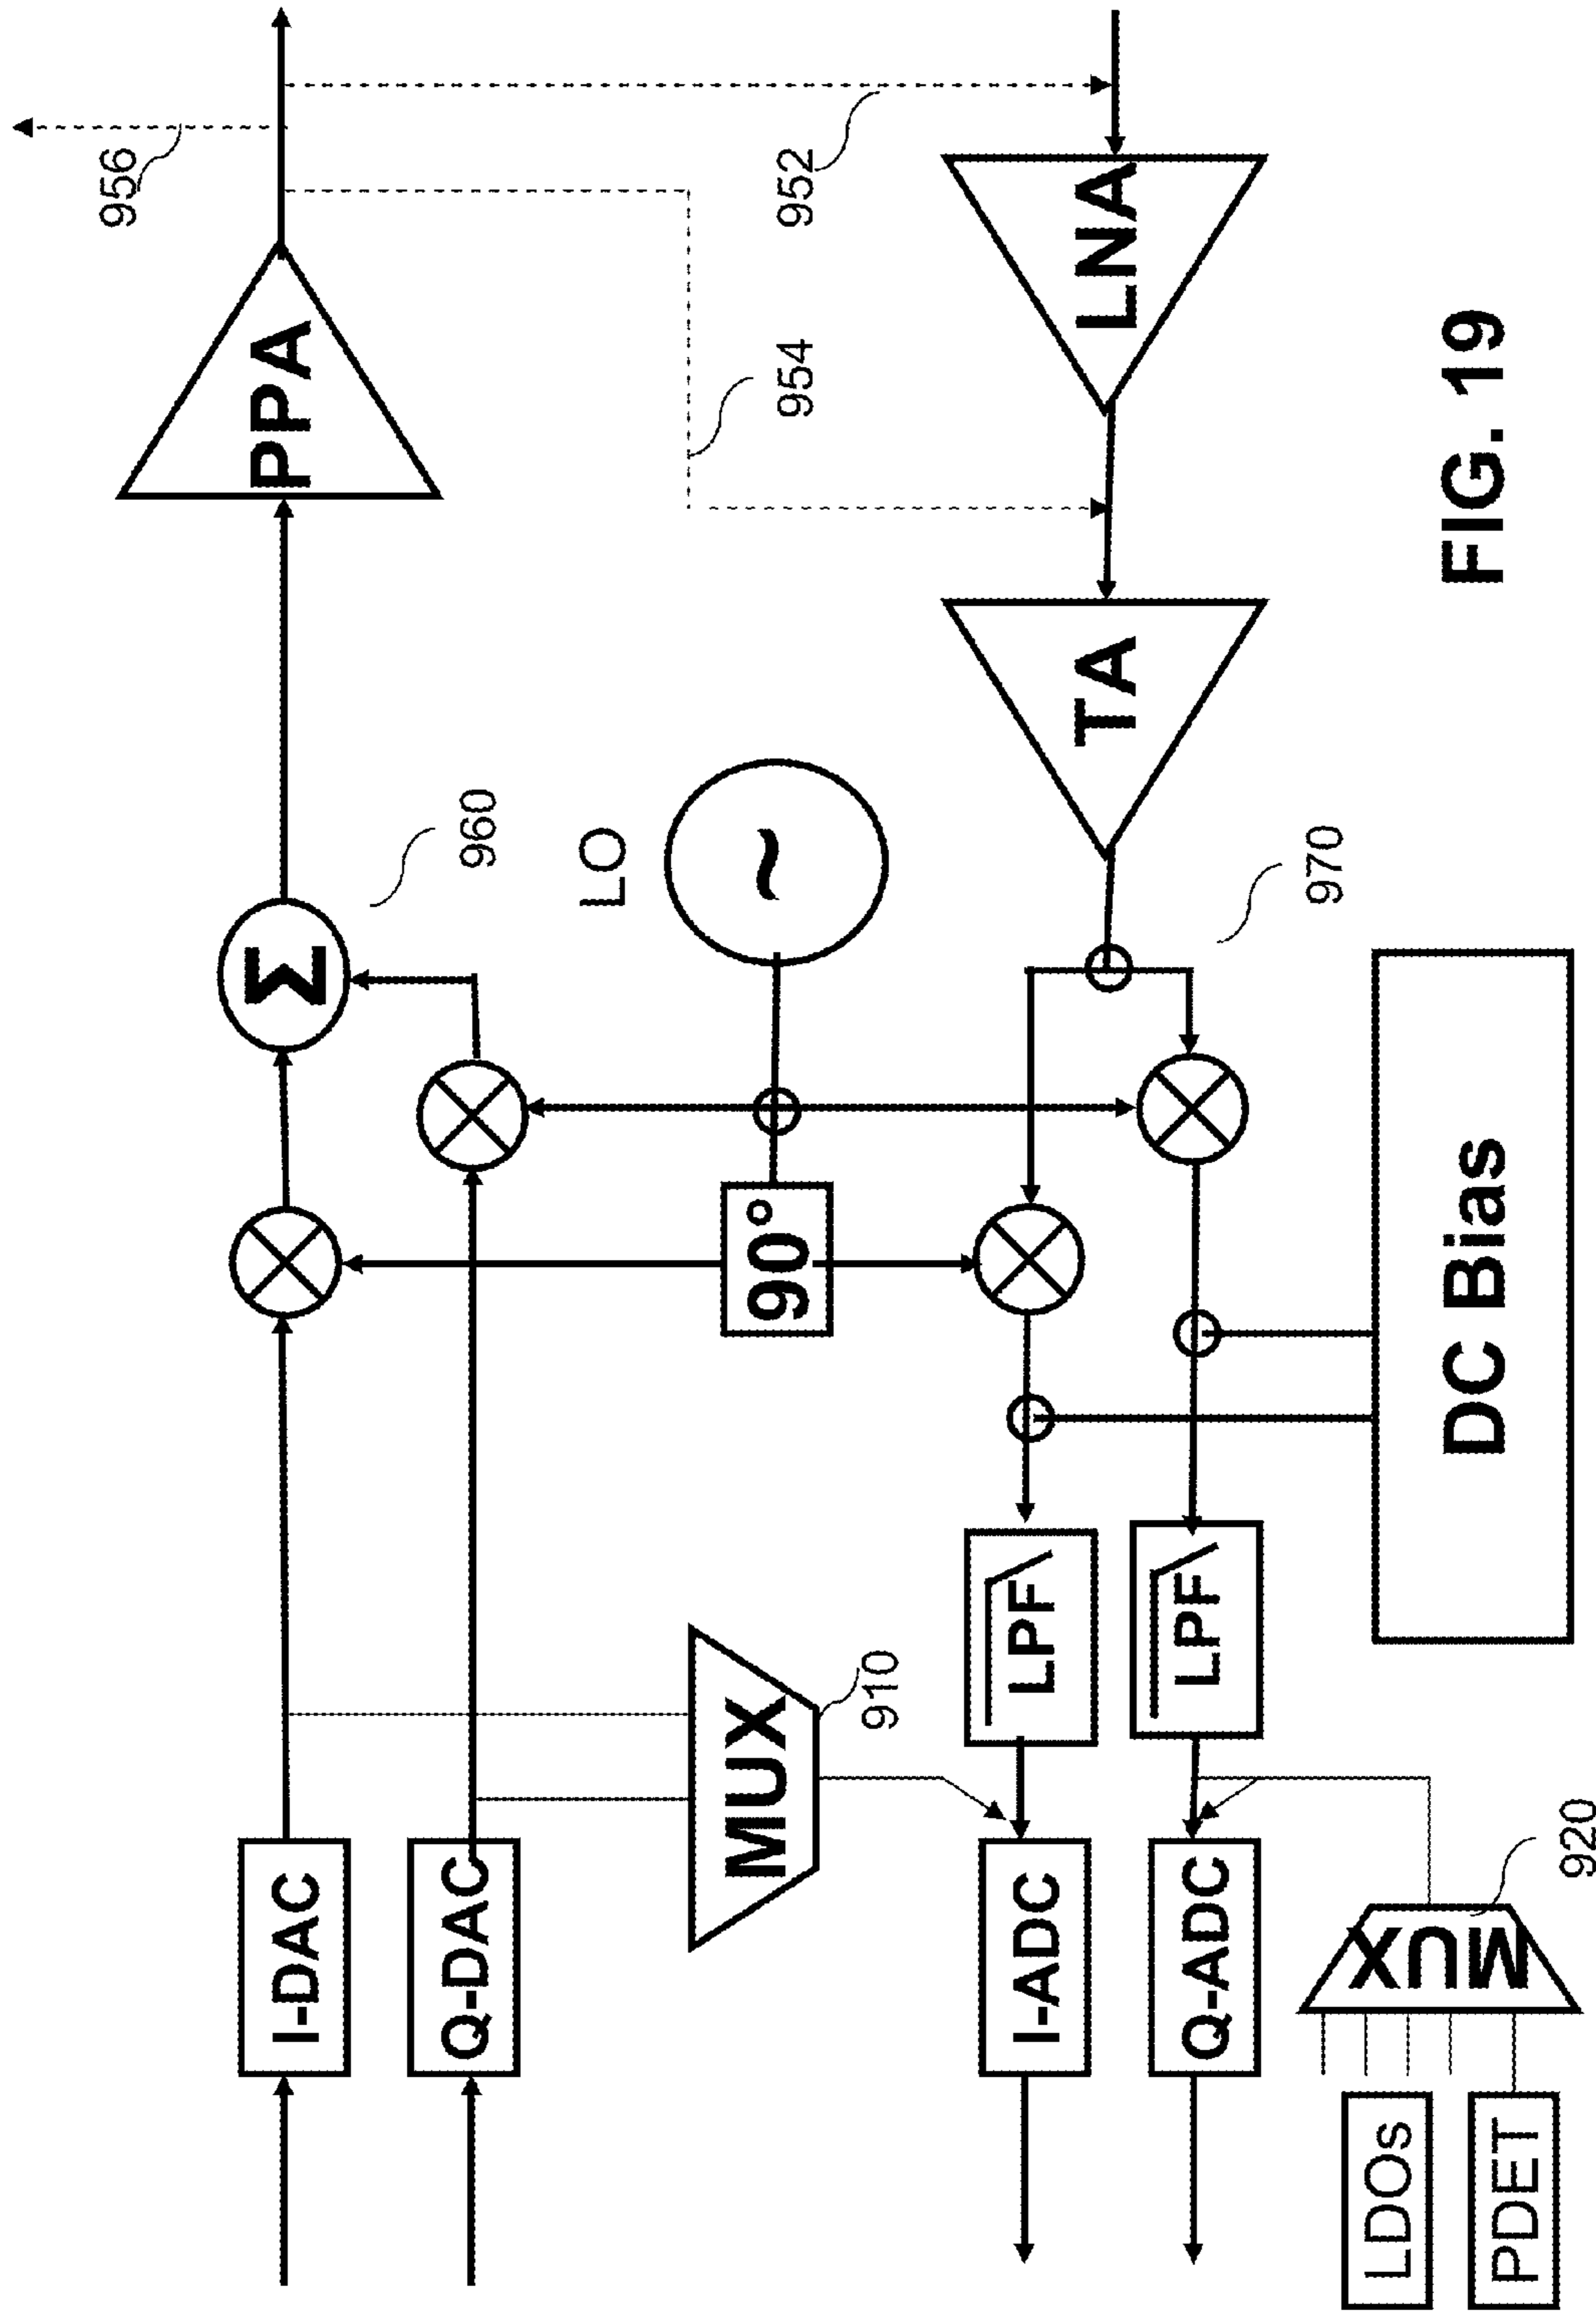 I-DAC
Q-DAC
Σ
PPA
956
960
LO
~
90°
954
952
MUX
910
I-ADC
Q-ADC
LPF
LPF
TA
LNA
970
MUX
920
LDOs
PDET
DC Bias
FIG. 19